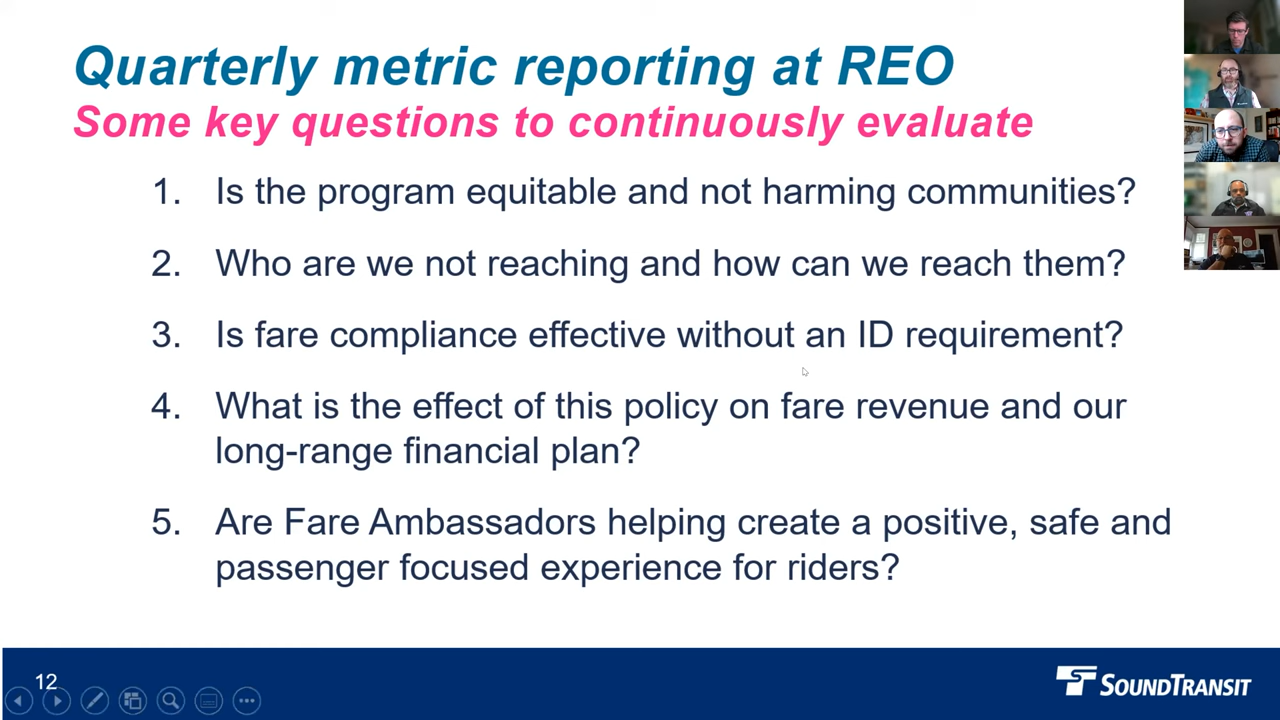 Quarterly metric reporting at REO
Some key questions to continuously evaluate
1. Is the program equitable and not harming communities?
2. Who are we not reaching and how can we reach them?
3. Is fare compliance effective without an ID requirement?
4. What is the effect of this policy on fare revenue and our
long-range financial plan?
5. Are Fare Ambassadors helping create a positive, safe and
passenger focused experience for riders?
12
SOUNDTRANSIT